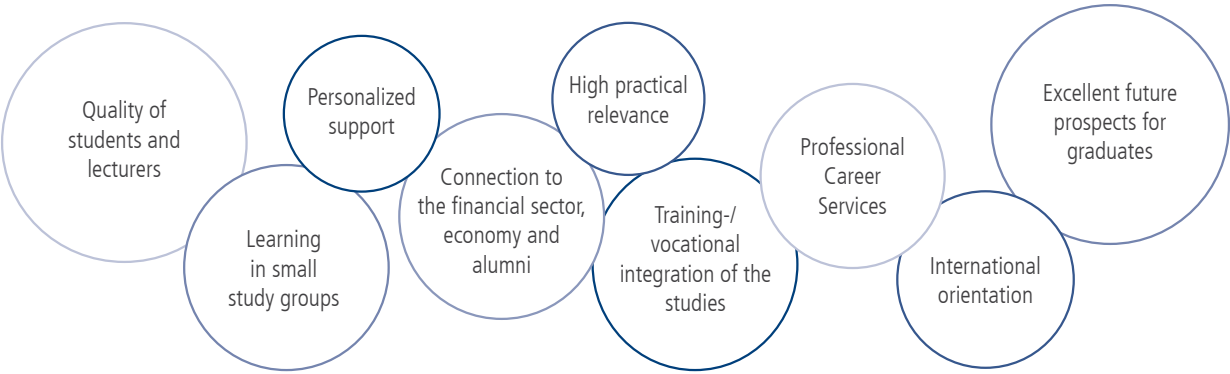 Quality of
students and
lecturers
Learning
in small
study groups
Personalized
support
Connection to
the financial sector,
economy and
alumni
High practical
relevance
Training-/
vocational
integration of the
studies
Professional
Career
Services
International
orientation
Excellent future
prospects for
graduates